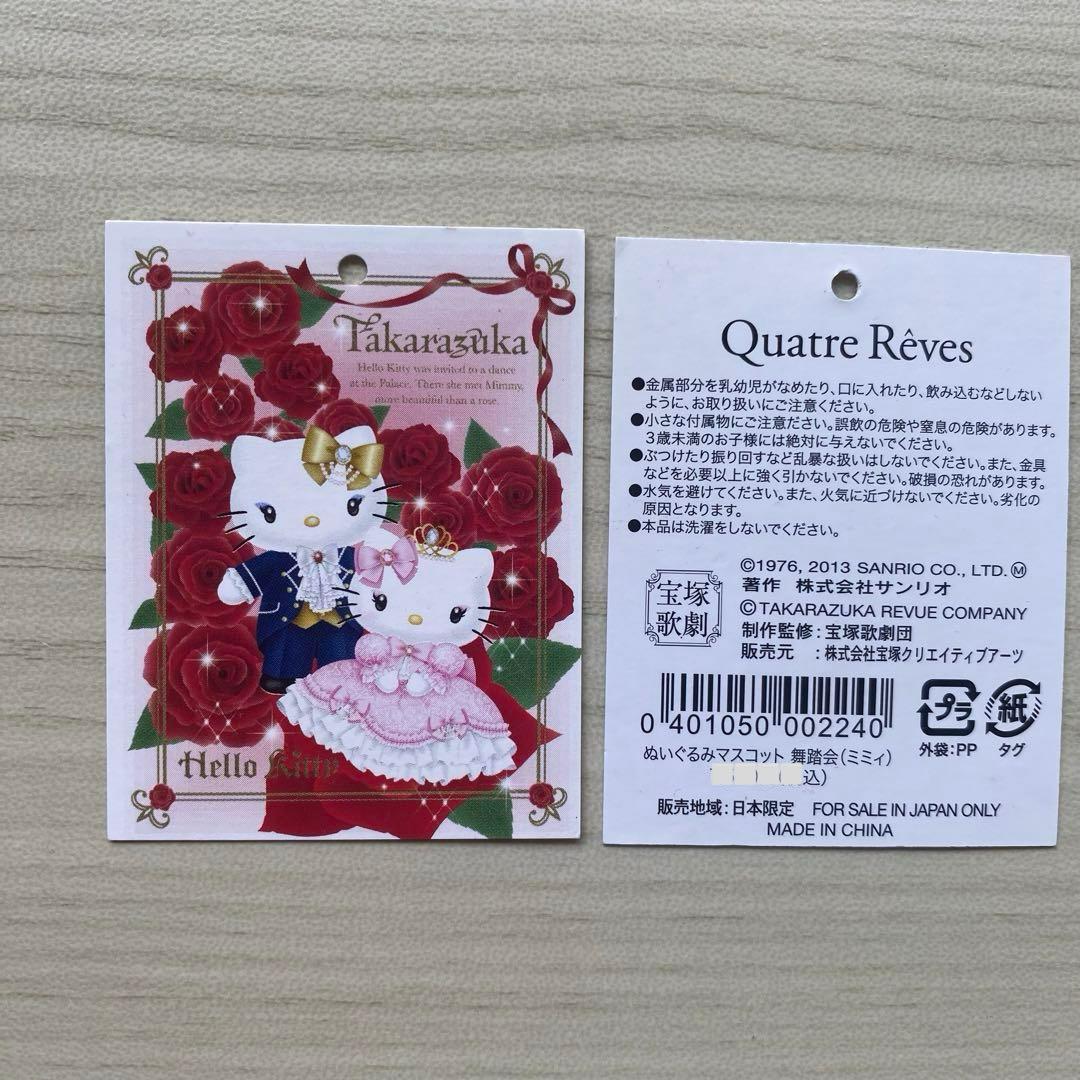 Takarazuka
Hello Kitty was invited to a dance
at the Palace. There she met Mimmy,
more beautiful than a rose.
Hello Kitty
Quatre Rêves
●金属部分を乳幼児がなめたり、口に入れたり、飲み込むなどしない
ように、お取り扱いにご注意ください。
●小さな付属物にご注意ださい。誤飲の危険や窒息の危険があります。
3歳未満のお子様には絶対に与えないでください。
●ぶつけたり振り回すなど乱暴な扱いはしないでください。また、金具
などを必要以上に強く引かないでください。破損の恐れがあります。
●水気を避けてください。また、火気に近づけないでください。劣化の
原因となります。
●本品は洗濯をしないでください。
©1976, 2013 SANRIO CO., LTD. Ⓜ
著作 株式会社サンリオ
©TAKARAZUKA REVUE COMPANY
制作監修：宝塚歌劇団
販売元 ：株式会社宝塚クリエイティブアーツ
宝塚
歌劇
0 401050 002240
プラ
外袋：PP
紙
タグ
ぬいぐるみマスコット 舞踏会（ミミィ）
込）
販売地域：日本限定 FOR SALE IN JAPAN ONLY
MADE IN CHINA